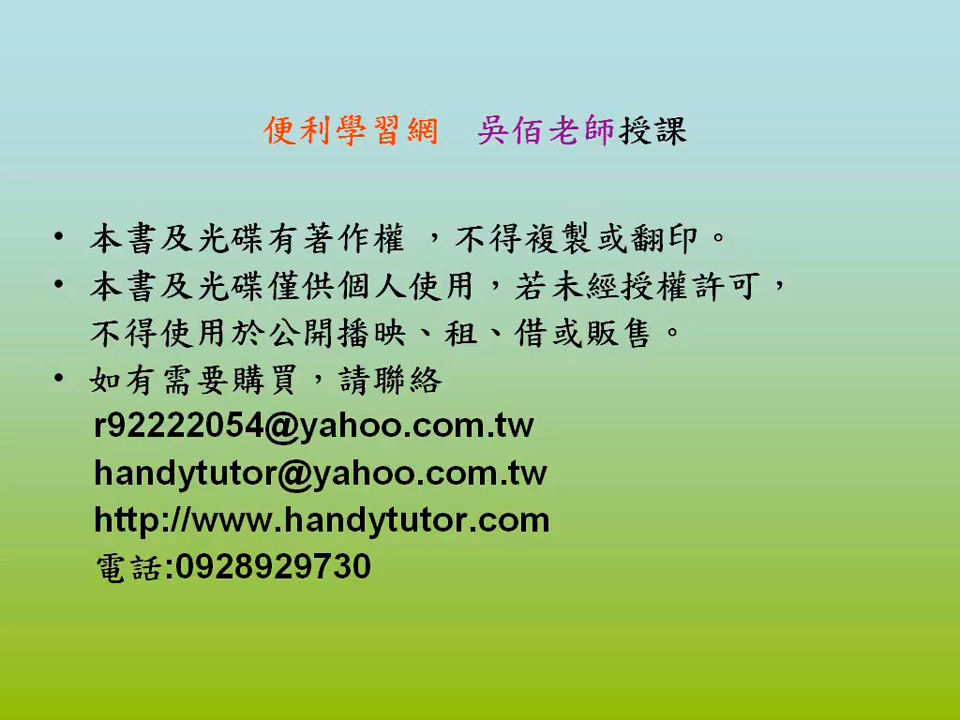 便利學習網　吳佰老師授課
• 本書及光碟有著作權 ，不得複製或翻印。
• 本書及光碟僅供個人使用，若未經授權許可，
不得使用於公開播映、租、借或販售。
• 如有需要購買，請聯絡
r92222054@yahoo.com.tw
handytutor@yahoo.com.tw
http://www.handytutor.com
電話:0928929730